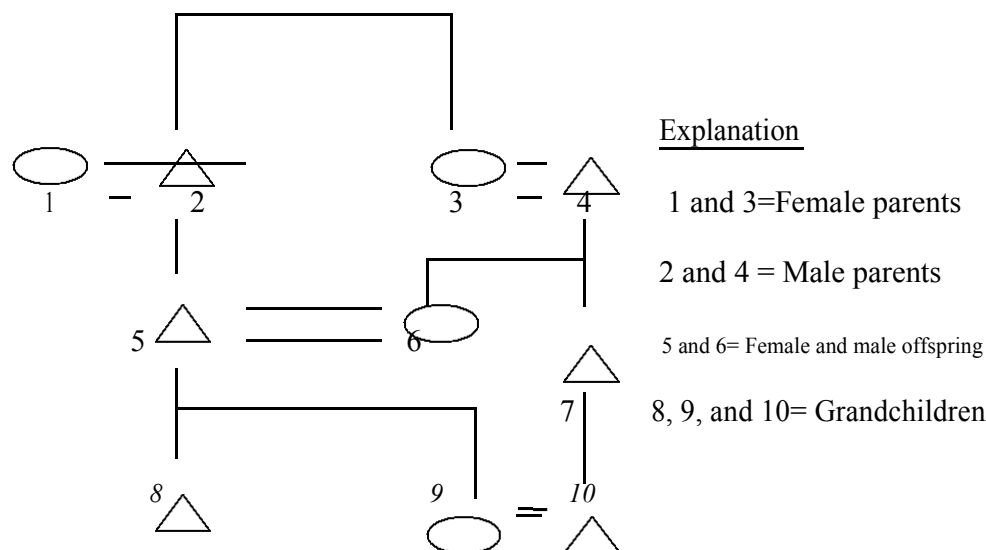 Explanation
1 2 3 4
1 and 3=Female parents
2 and 4 = Male parents
5 6
5 and 6= Female and male offspring
7
8, 9, and 10= Grandchildren
8 9 10